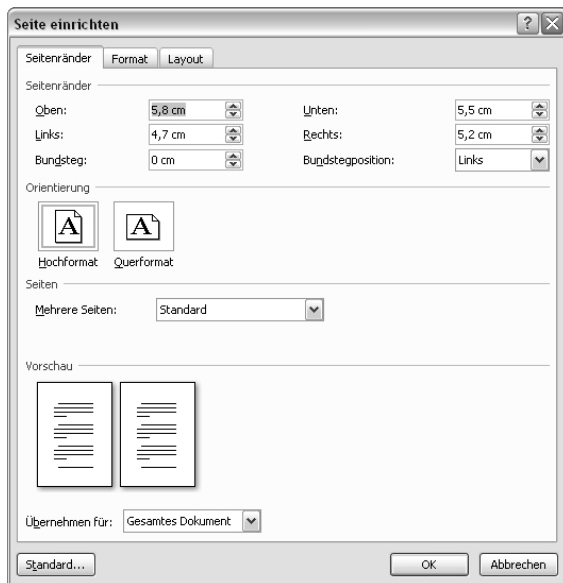 Seite einrichten
Seitenränder Format Layout
Seitenränder
Oben: 5,8 cm Unten: 5,5 cm
Links: 4,7 cm Rechts: 5,2 cm
Bundsteg: 0 cm Bundstegposition: Links
Orientierung
A A
Hochformat Querformat
Seiten
Mehrere Seiten: Standard
Vorschau
Übernehmen für: Gesamtes Dokument
Standard... OK Abbrechen